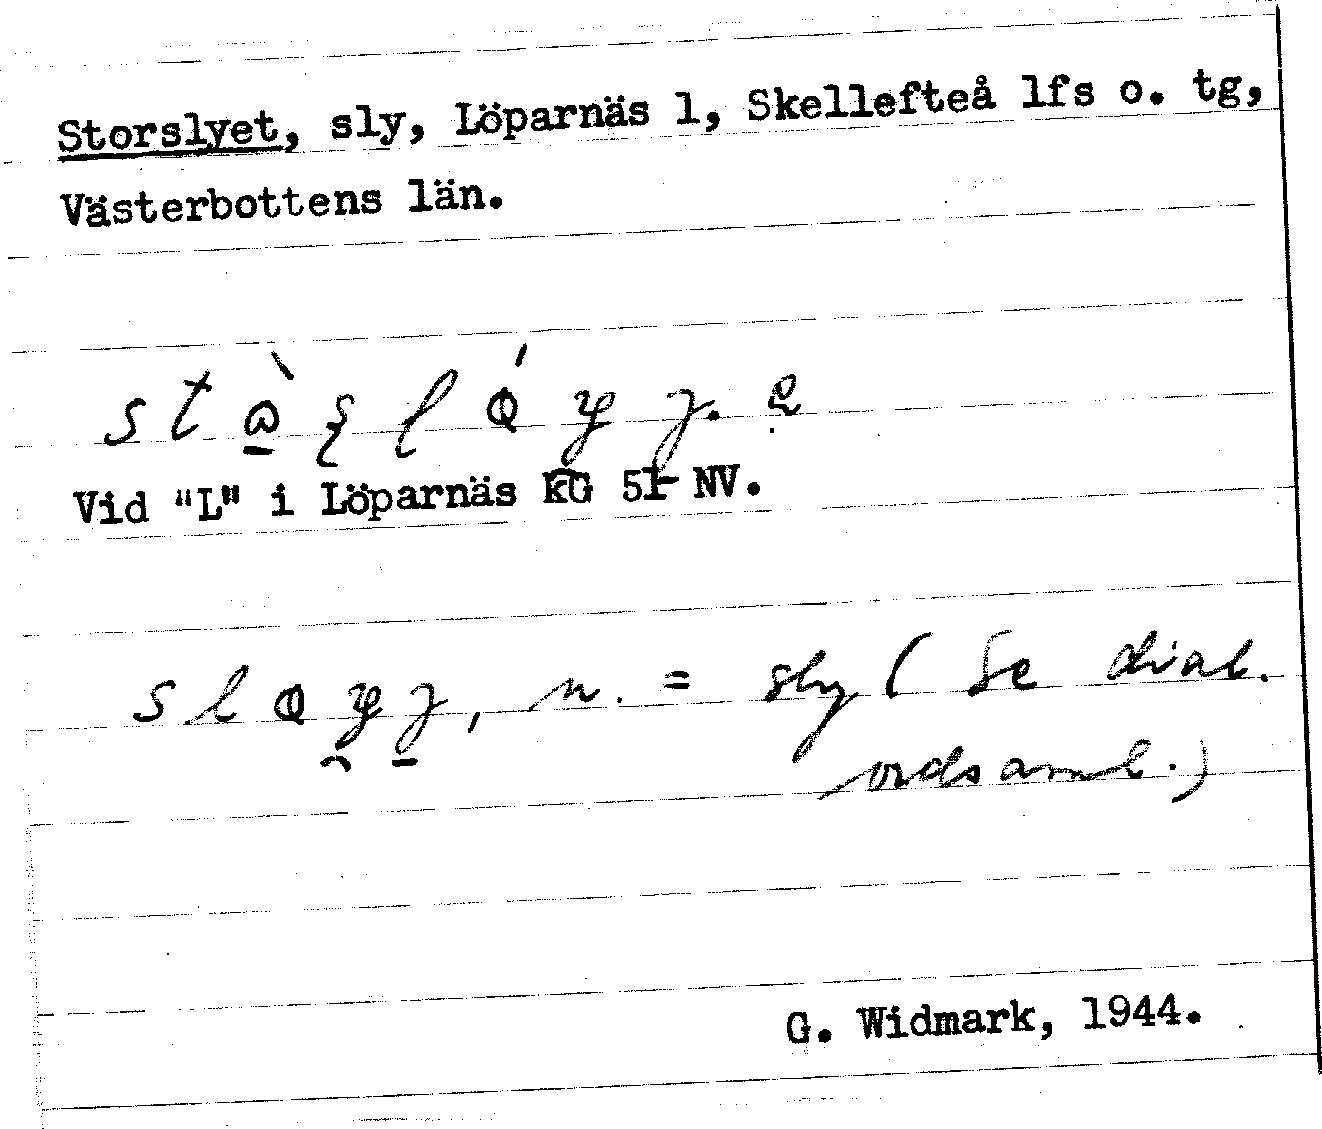 Storslyet, sly, Löparnäs l, Skellefteå lfs o. tg,
Västerbottens län.
Vid "L" i Löparnäs KG 51 NV.
n. = sly (Se dial.
ordsaml.)
G. Widmark, 1944.